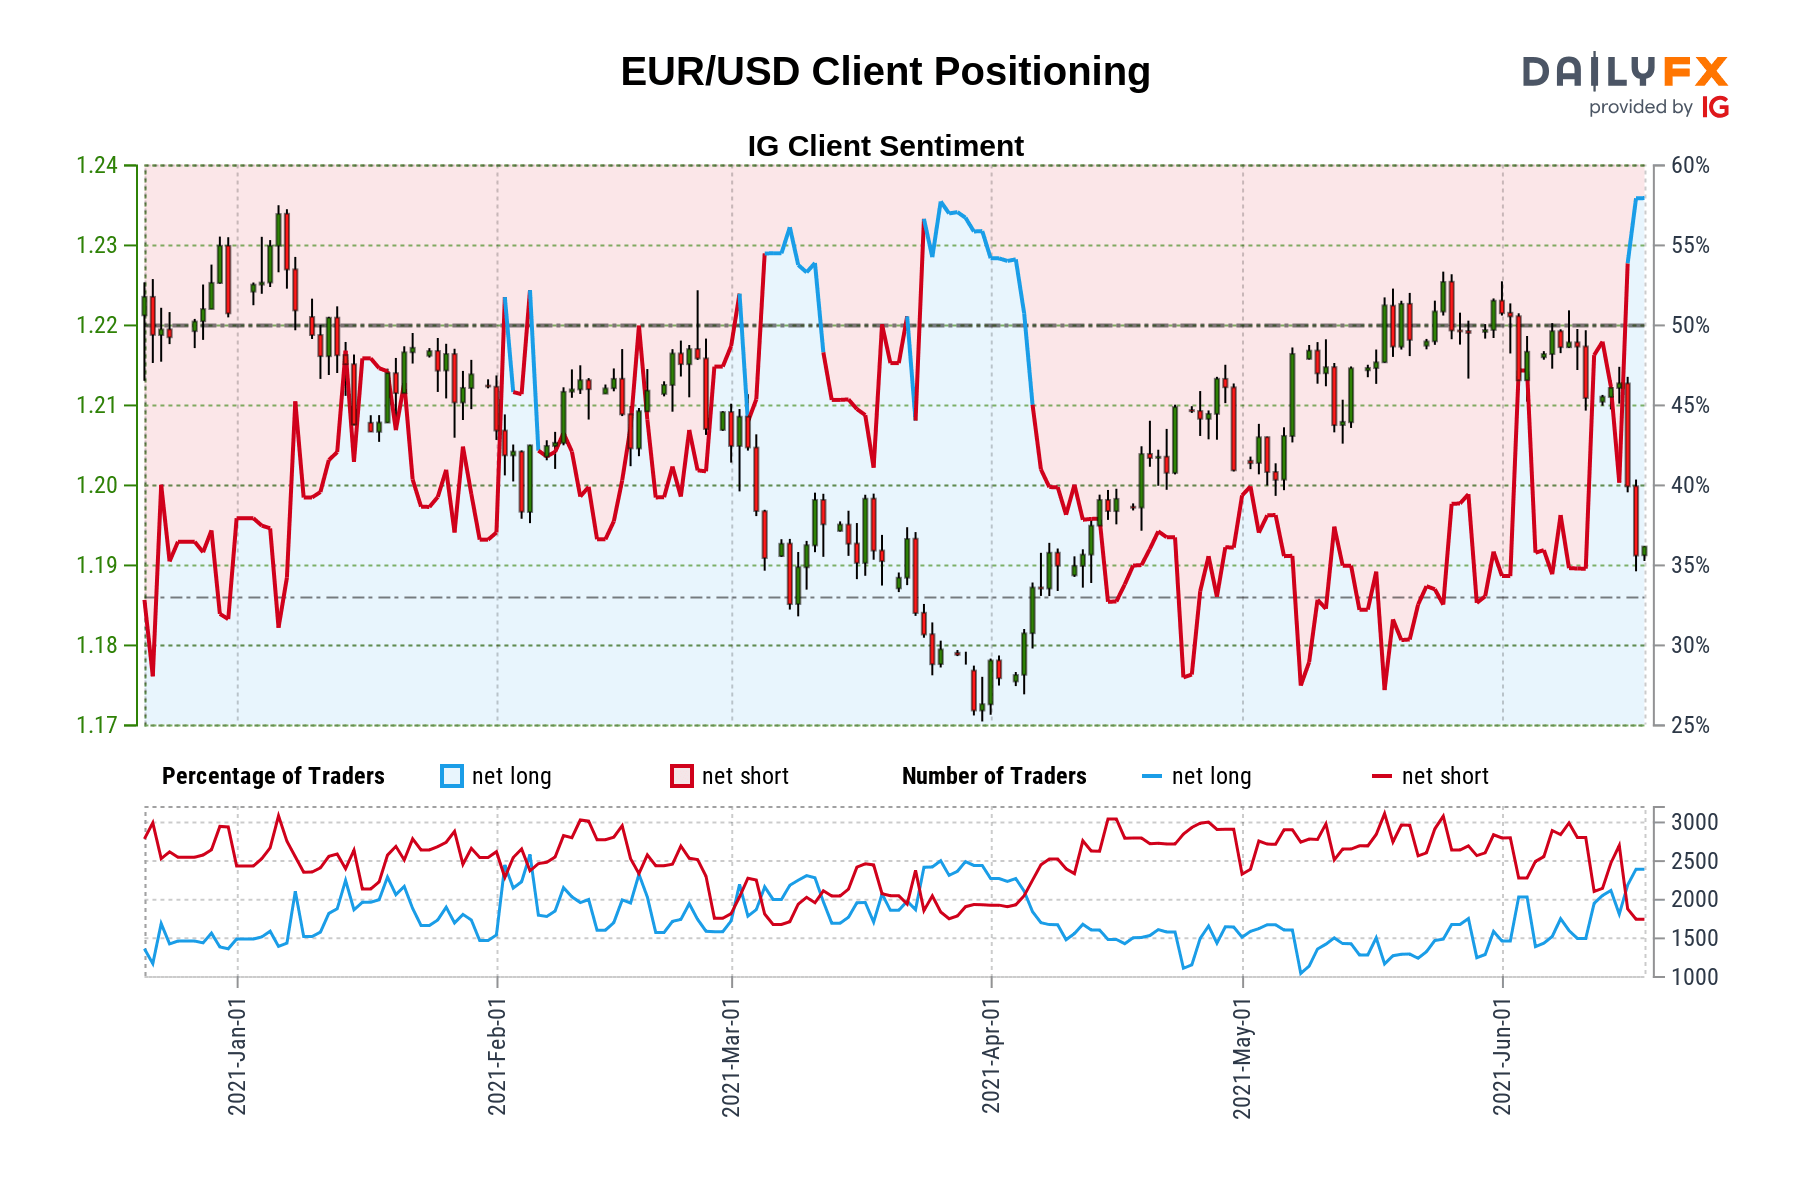 EUR/USD Client Positioning
DAILYFX
provided by IG
IG Client Sentiment
1.24
1.23
1.22
1.21
1.20
1.19
1.18
1.17
60%
55%
50%
45%
40%
35%
30%
25%
Percentage of Traders net long net short Number of Traders net long net short
3000
2500
2000
1500
1000
2021-Jan-01
2021-Feb-01
2021-Mar-01
2021-Apr-01
2021-May-01
2021-Jun-01